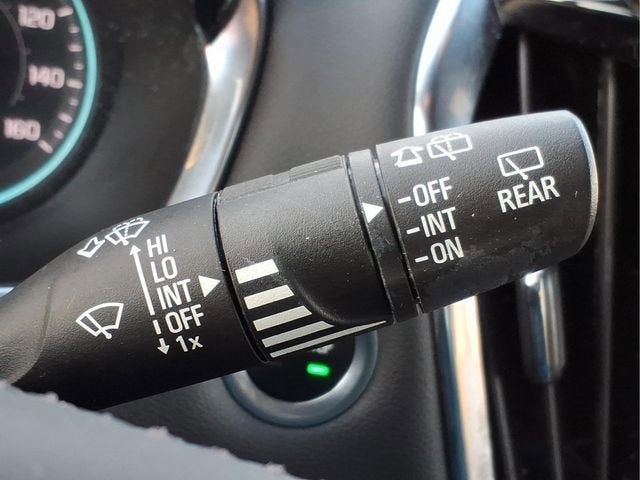 120
140
160
HI
LO
INT
OFF
1x
-OFF
-INT
-ON
REAR